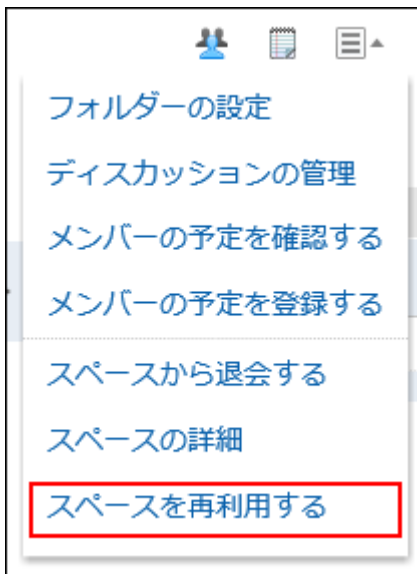 フォルダーの設定
ディスカッションの管理
メンバーの予定を確認する
メンバーの予定を登録する
スペースから退会する
スペースの詳細
スペースを再利用する